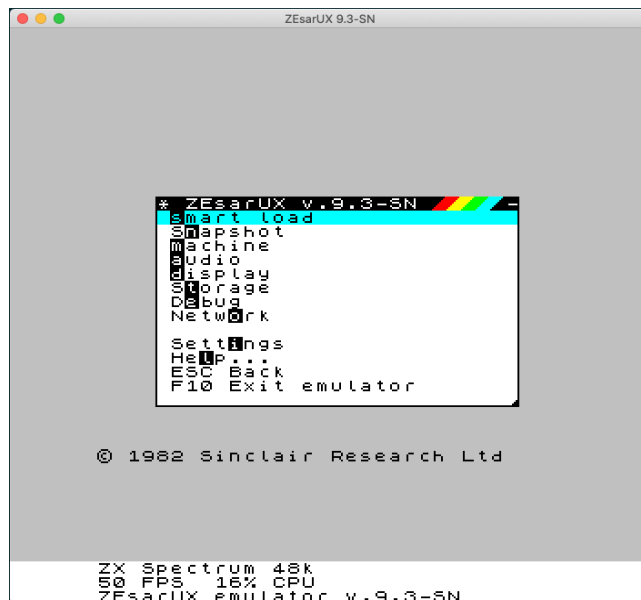 ZEsarUX 9.3-SN
* ZEsarUX v.9.3-SN -
smart load
Snapshot
machine
audio
display
Storage
Debug
Network
Settings
Help...
ESC Back
F10 Exit emulator
© 1982 Sinclair Research Ltd
ZX Spectrum 48k
50 FPS 16% CPU
ZEsarUX emulator v.9.3-SN